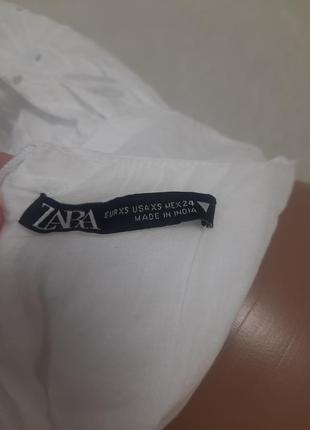 ZARA
EUR XS USA XS MEX 24
MADE IN INDIA